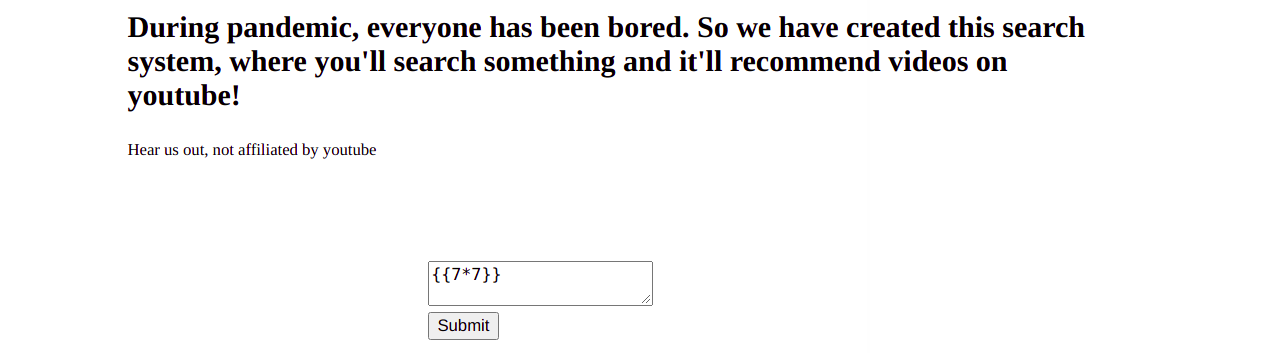 During pandemic, everyone has been bored. So we have created this search
system, where you'll search something and it'll recommend videos on
youtube!
Hear us out, not affiliated by youtube
{{7*7}}
Submit